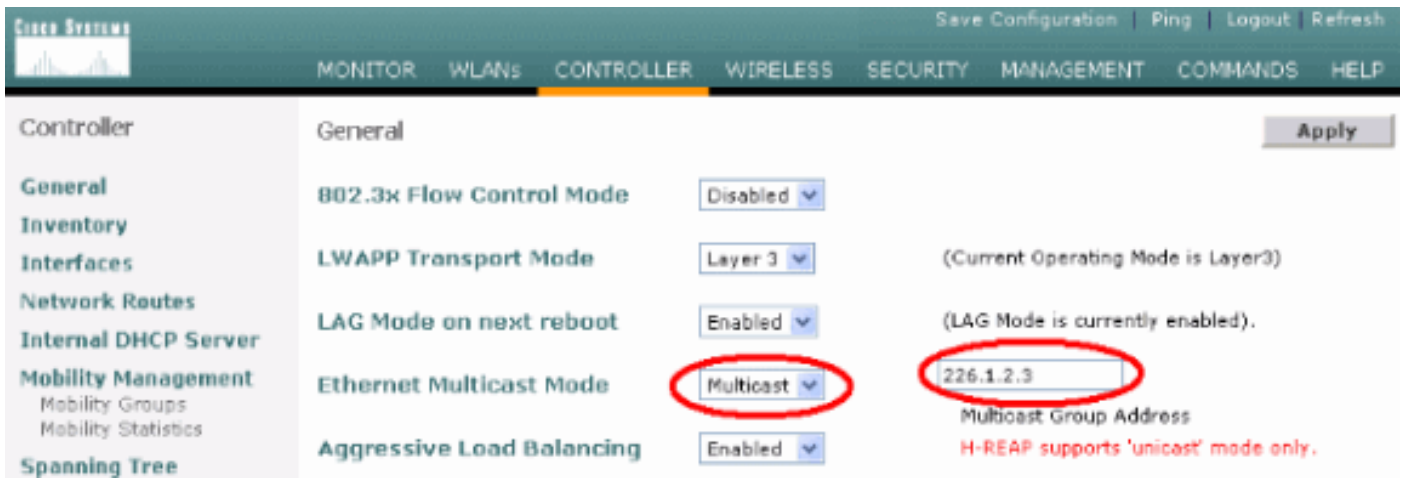 CISCO SYSTEMS
Save Configuration | Ping | Logout | Refresh
MONITOR WLANs CONTROLLER WIRELESS SECURITY MANAGEMENT COMMANDS HELP
Controller
General
Inventory
Interfaces
Network Routes
Internal DHCP Server
Mobility Management
Mobility Groups
Mobility Statistics
Spanning Tree
General
Apply
802.3x Flow Control Mode Disabled
LWAPP Transport Mode Layer 3 (Current Operating Mode is Layer3)
LAG Mode on next reboot Enabled (LAG Mode is currently enabled).
Ethernet Multicast Mode Multicast 226.1.2.3
Multicast Group Address
Aggressive Load Balancing Enabled H-REAP supports 'unicast' mode only.